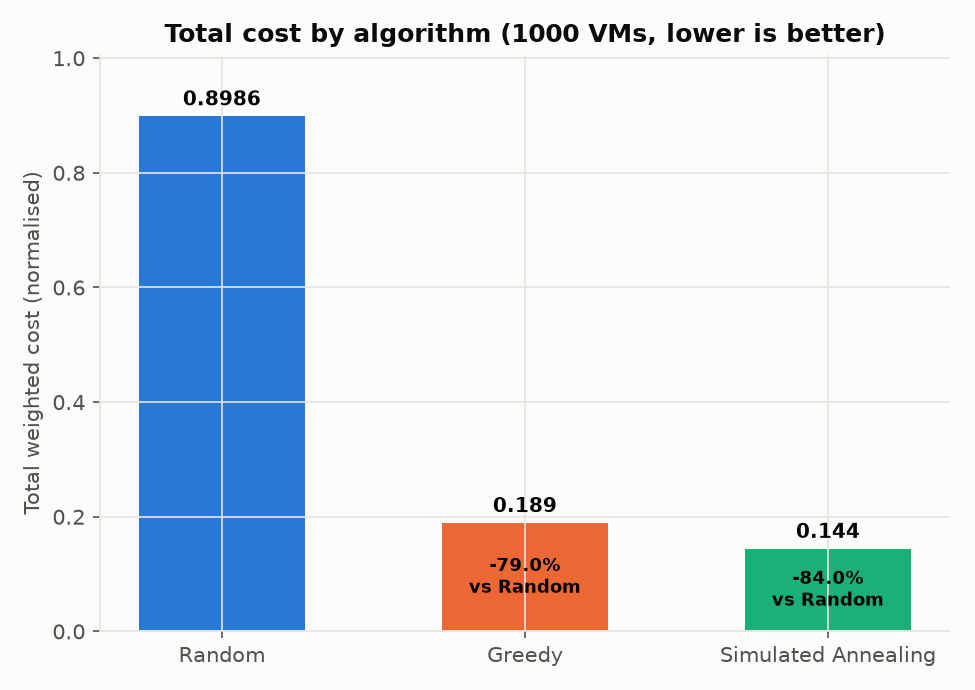 Total cost by algorithm (1000 VMs, lower is better)
Total weighted cost (normalised)
1.0
0.8
0.6
0.4
0.2
0.0
0.8986
0.189
-79.0%
vs Random
0.144
-84.0%
vs Random
Random
Greedy
Simulated Annealing